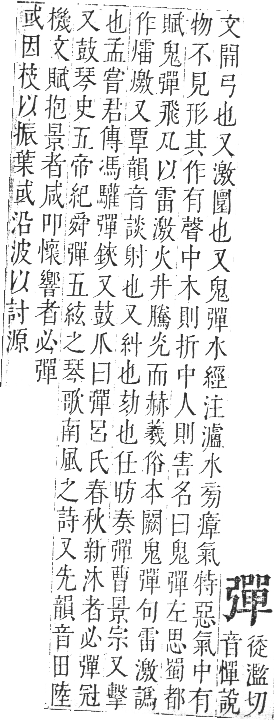 彈
從濫切
音憚說
文開弓也又激圍也又鬼彈水經注瀘水旁瘴氣特惡氣中有
物不見形其作有聲中木則折中人則害名曰鬼彈左思蜀都
賦鬼彈飛丸以雷激火井騰光而赫羲俗本闕鬼彈句雷激譌
作又覃韻音談射也又糾也劾也任昉奏彈曹景宗又擊
也孟嘗君傳馮驩彈鋏又鼓爪曰彈呂氏春秋新沐者必彈冠
又鼓琴史五帝紀舜彈五絃之琴歌南風之詩又先韻音田陸
機文賦抱景者咸叩懷響者必彈
或因枝以振葉或沿波以討源